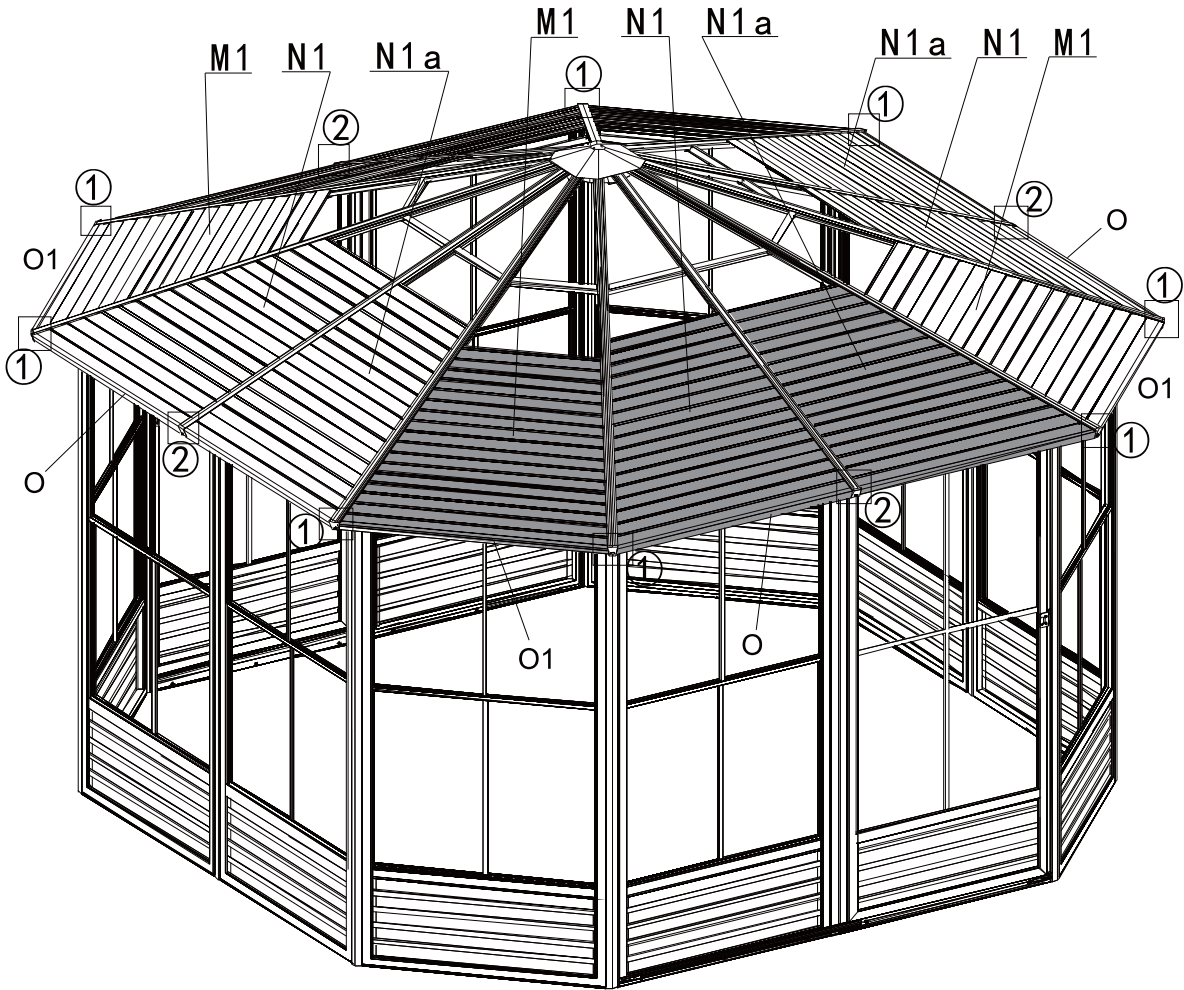 M1 N1 N1a M1 N1 N1a N1a N1 M1
① ①
② ①
① ② O
O1 ①
① O1
② ①
O ① ②
①
O1 O